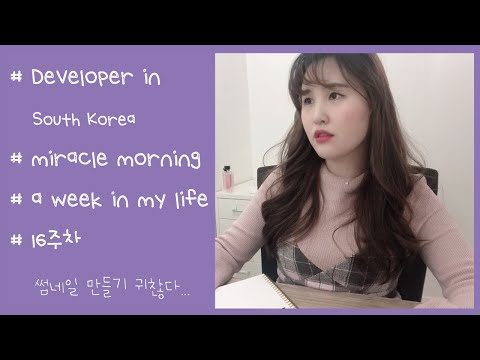 # Developer in
South Korea
# miracle morning
# a week in my life
# 16주차
썸네일 만들기 귀찮다...